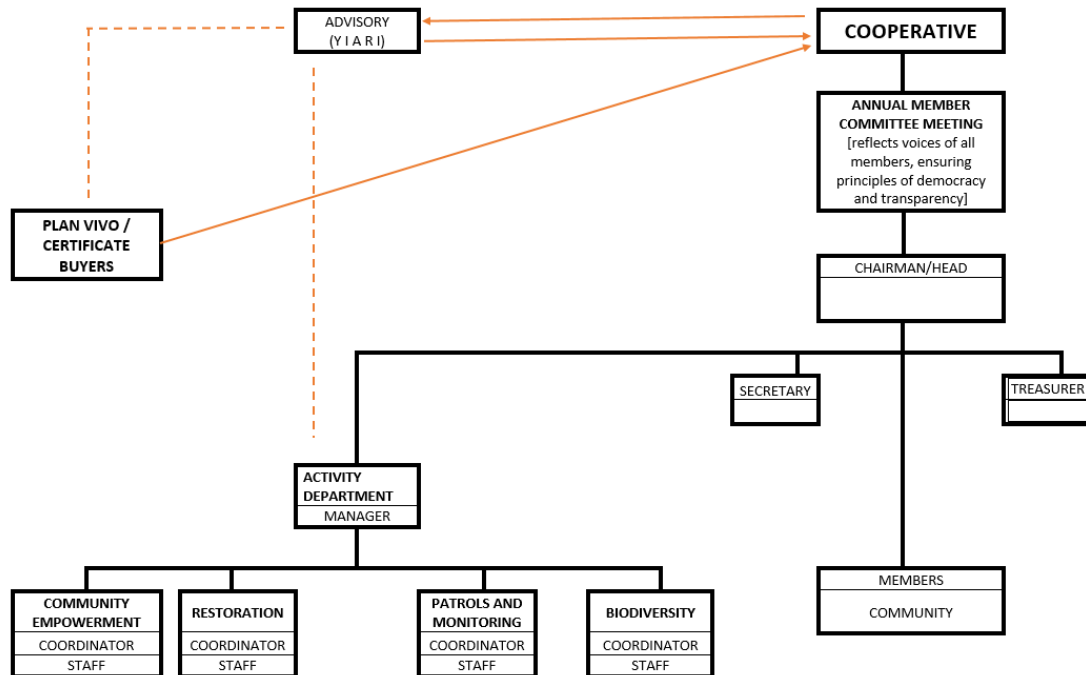 ADVISORY
(Y I A R I)
COOPERATIVE
ANNUAL MEMBER
COMMITTEE MEETING
[reflects voices of all
members, ensuring
principles of democracy
and transparency]
PLAN VIVO /
CERTIFICATE
BUYERS
CHAIRMAN/HEAD
SECRETARY
TREASURER
ACTIVITY
DEPARTMENT
MANAGER
COMMUNITY
EMPOWERMENT
COORDINATOR
STAFF
RESTORATION
COORDINATOR
STAFF
PATROLS AND
MONITORING
COORDINATOR
STAFF
BIODIVERSITY
COORDINATOR
STAFF
MEMBERS
COMMUNITY